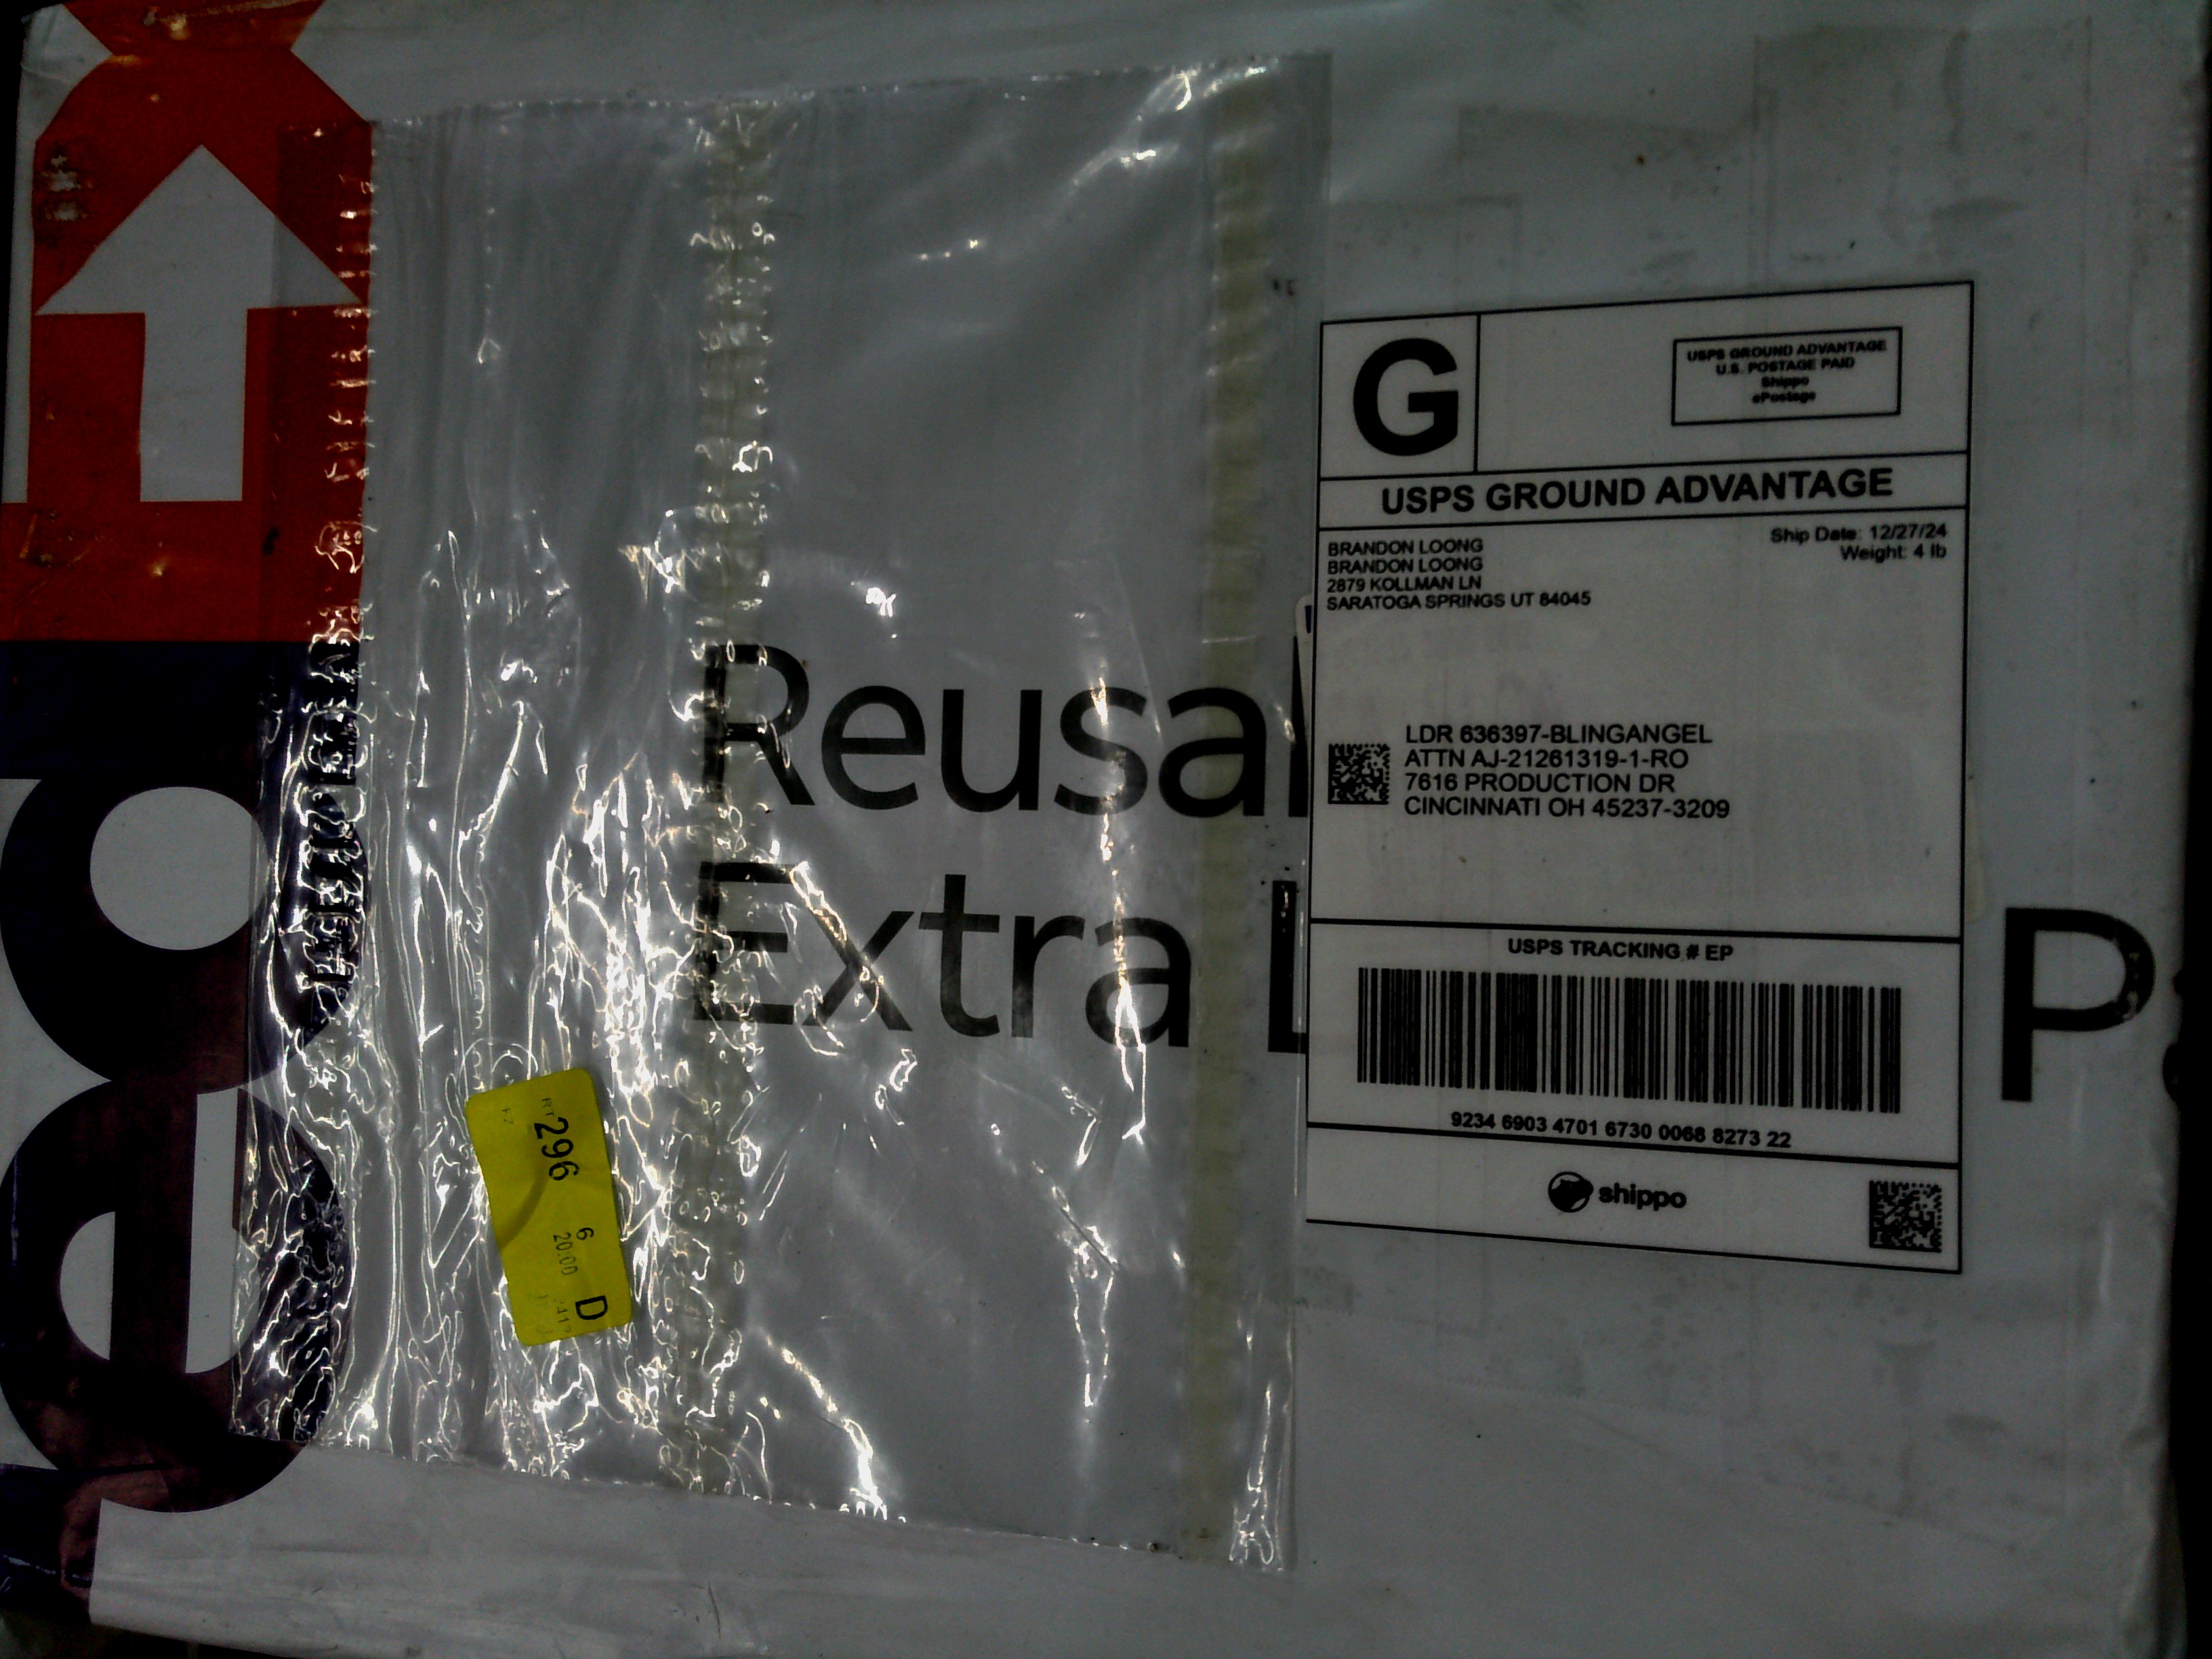 Reusa
Extra L
P
G
USPS GROUND ADVANTAGE
U.S. POSTAGE PAID
Shippo
ePostage
USPS GROUND ADVANTAGE
Ship Date: 12/27/24
Weight: 4 lb
BRANDON LOONG
BRANDON LOONG
2879 KOLLMAN LN
SARATOGA SPRINGS UT 84045
LDR 636397-BLINGANGEL
ATTN AJ-21261319-1-RO
7616 PRODUCTION DR
CINCINNATI OH 45237-3209
USPS TRACKING # EP
9234 6903 4701 6730 0068 8273 22
shippo
296
6
20:00
D